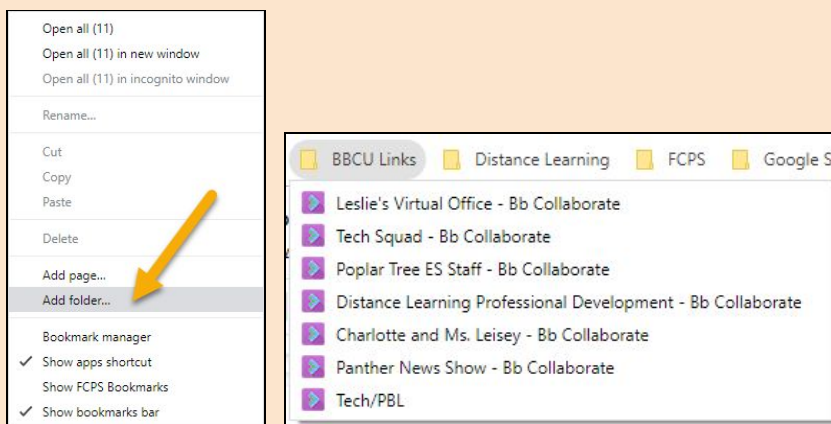 Open all (11)
Open all (11) in new window
Open all (11) in incognito window
Rename...
Cut
Copy
Paste
Delete
Add page...
Add folder...
Bookmark manager
Show apps shortcut
Show FCPS Bookmarks
Show bookmarks bar
BBCU Links Distance Learning FCPS Google S
Leslie's Virtual Office - Bb Collaborate
Tech Squad - Bb Collaborate
Poplar Tree ES Staff - Bb Collaborate
Distance Learning Professional Development - Bb Collaborate
Charlotte and Ms. Leisey - Bb Collaborate
Panther News Show - Bb Collaborate
Tech/PBL